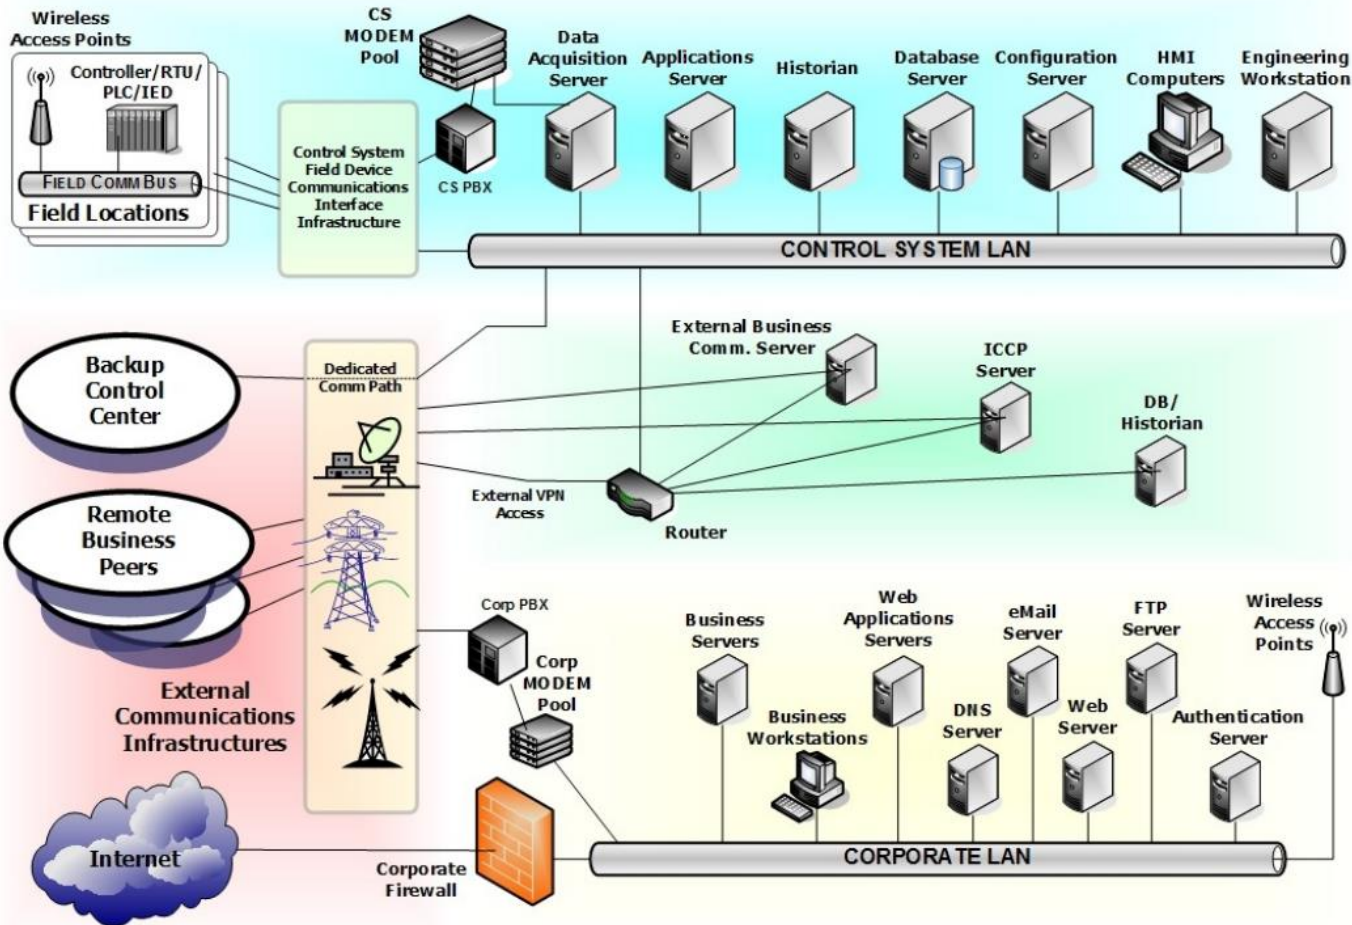 Wireless
Access Points
Controller/RTU/
PLC/IED
FIELD COMM BUS
Field Locations
Control System
Field Device
Communications
Interface
Infrastructure
CS
MODEM
Pool
CS PBX
Data
Acquisition
Server
Applications
Server
Historian
Database
Server
Configuration
Server
HMI
Computers
Engineering
Workstation
CONTROL SYSTEM LAN
Backup
Control
Center
Dedicated
Comm Path
External Business
Comm. Server
ICCP
Server
DB/
Historian
External VPN
Access
Router
Remote
Business
Peers
External
Communications
Infrastructures
Corp PBX
Corp
MODEM
Pool
Business
Servers
Business
Workstations
Web
Applications
Servers
DNS
Server
eMail
Server
Web
Server
FTP
Server
Authentication
Server
Wireless
Access
Points
Internet
Corporate
Firewall
CORPORATE LAN